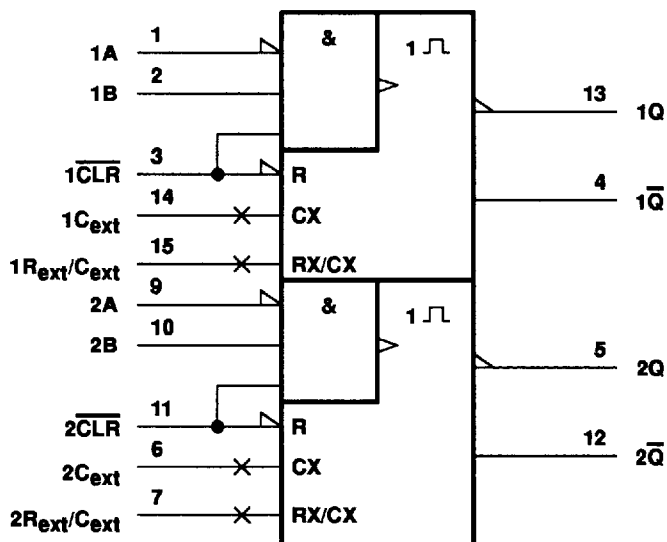 1A 1 & 1
1B 2
13 1Q
1CLR 3 R
4 1Q
1Cext 14 CX
1Rext/Cext 15 RX/CX
2A 9 & 1
2B 10
5 2Q
2CLR 11 R
12 2Q
2Cext 6 CX
2Rext/Cext 7 RX/CX